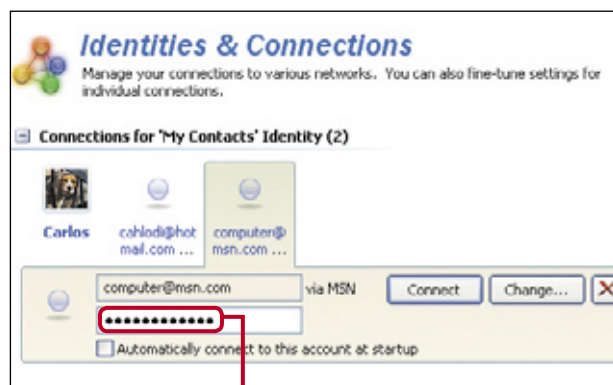 Identities & Connections
Manage your connections to various networks. You can also fine-tune settings for
individual connections.
Connections for 'My Contacts' Identity (2)
Carlos
cahlodi@hot
mail.com ...
computer@
msn.com ...
computer@msn.com
via MSN
Connect
Change...
Automatically connect to this account at startup